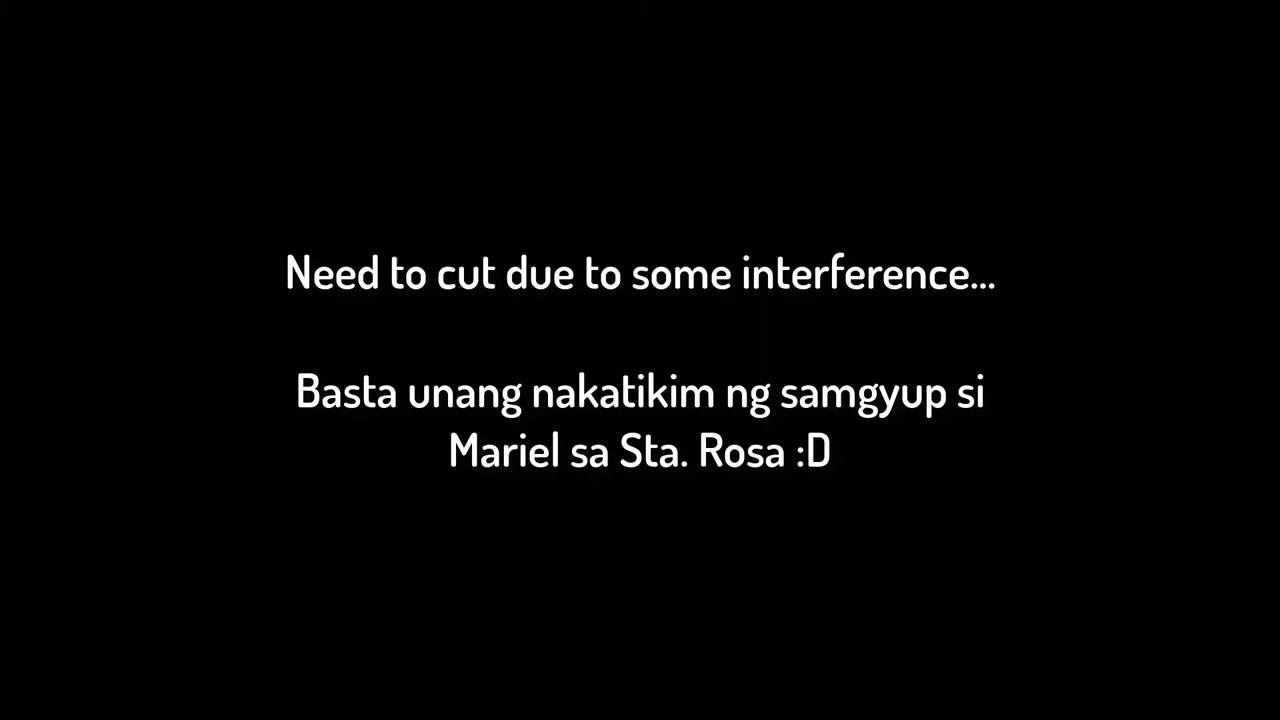 Need to cut due to some interference...
Basta unang nakatikim ng samgyup si
Mariel sa Sta. Rosa :D